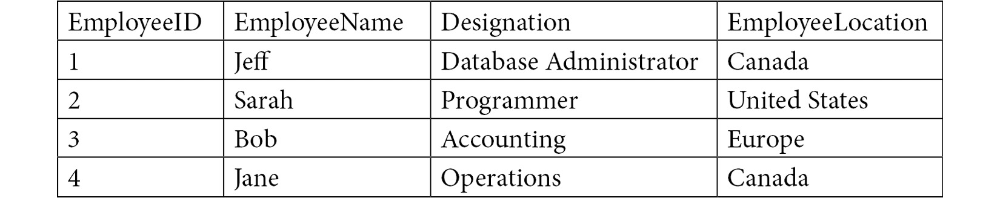 EmployeeID EmployeeName Designation EmployeeLocation
1 Jeff Database Administrator Canada
2 Sarah Programmer United States
3 Bob Accounting Europe
4 Jane Operations Canada